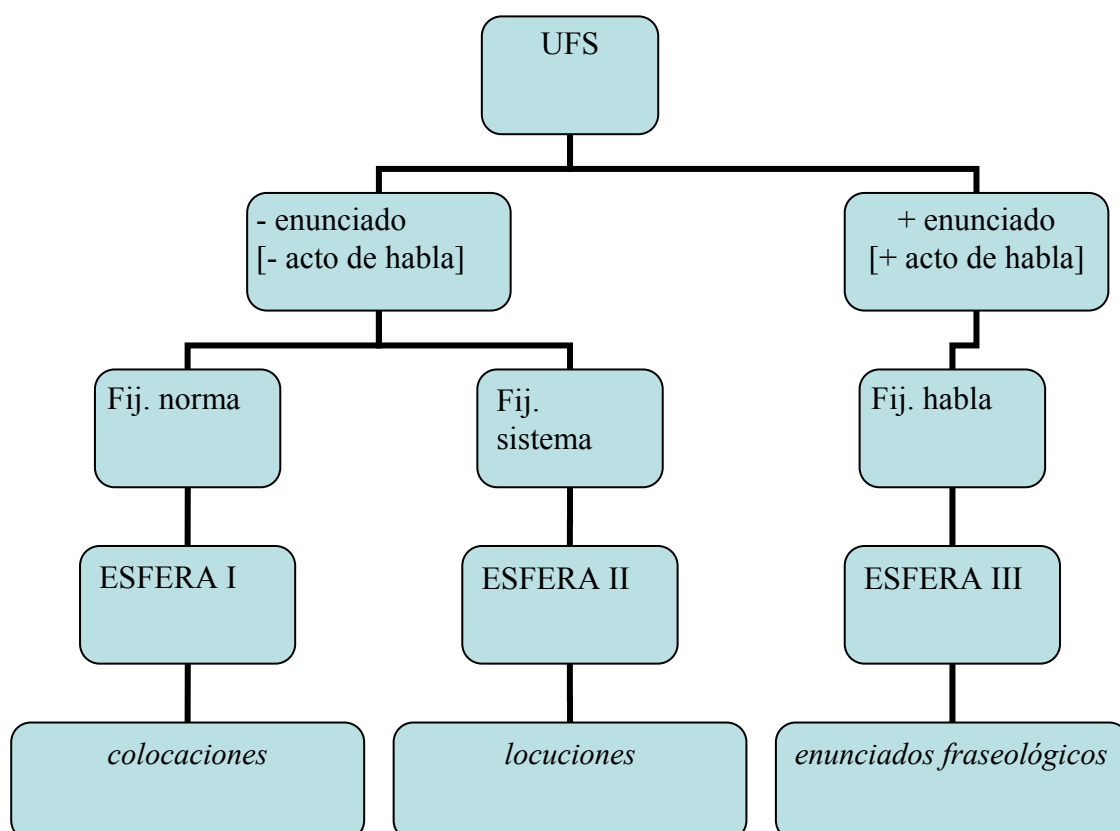 UFS
- enunciado
[- acto de habla]
+ enunciado
[+ acto de habla]
Fij. norma
Fij.
sistema
Fij. habla
ESFERA I
ESFERA II
ESFERA III
colocaciones
locuciones
enunciados fraseológicos